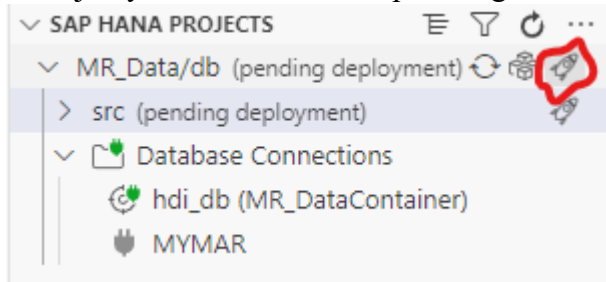 SAP HANA PROJECTS
MR_Data/db (pending deployment)
src (pending deployment)
Database Connections
hdi_db (MR_DataContainer)
MYMAR